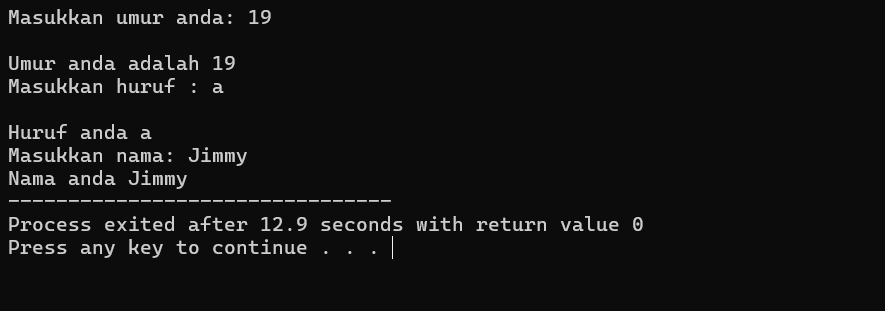 Masukkan umur anda: 19
Umur anda adalah 19
Masukkan huruf : a
Huruf anda a
Masukkan nama: Jimmy
Nama anda Jimmy
--------------------------------
Process exited after 12.9 seconds with return value 0
Press any key to continue . . .